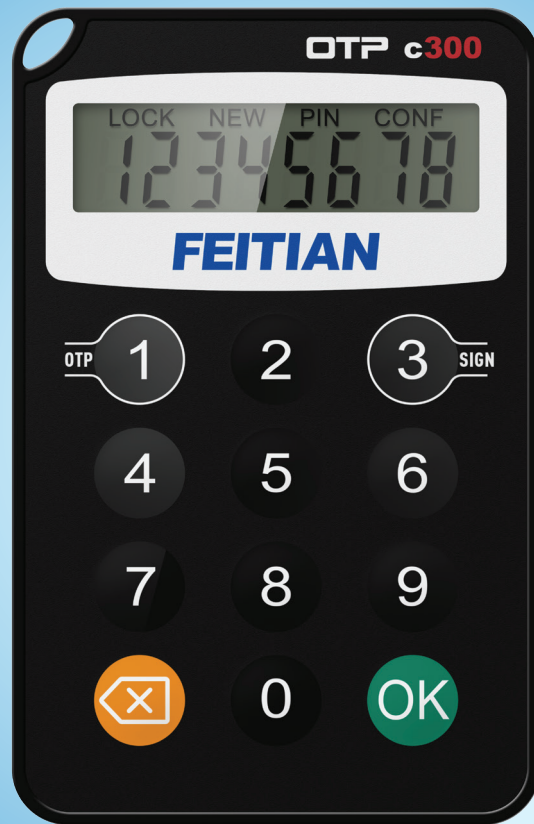 OTP c300
LOCK NEW PIN CONF
12345678
FEITIAN
OTP 1 2 3 SIGN
4 5 6
7 8 9
0 OK